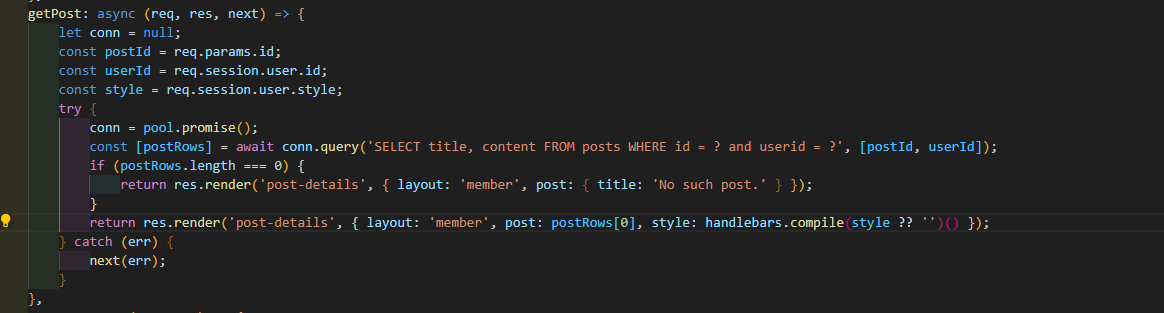 getPost: async (req, res, next) => {
let conn = null;
const postId = req.params.id;
const userId = req.session.user.id;
const style = req.session.user.style;
try {
conn = pool.promise();
const [postRows] = await conn.query('SELECT title, content FROM posts WHERE id = ? and userid = ?', [postId, userId]);
if (postRows.length === 0) {
return res.render('post-details', { layout: 'member', post: { title: 'No such post.' } });
}
return res.render('post-details', { layout: 'member', post: postRows[0], style: handlebars.compile(style ?? '')() });
} catch (err) {
next(err);
}
},